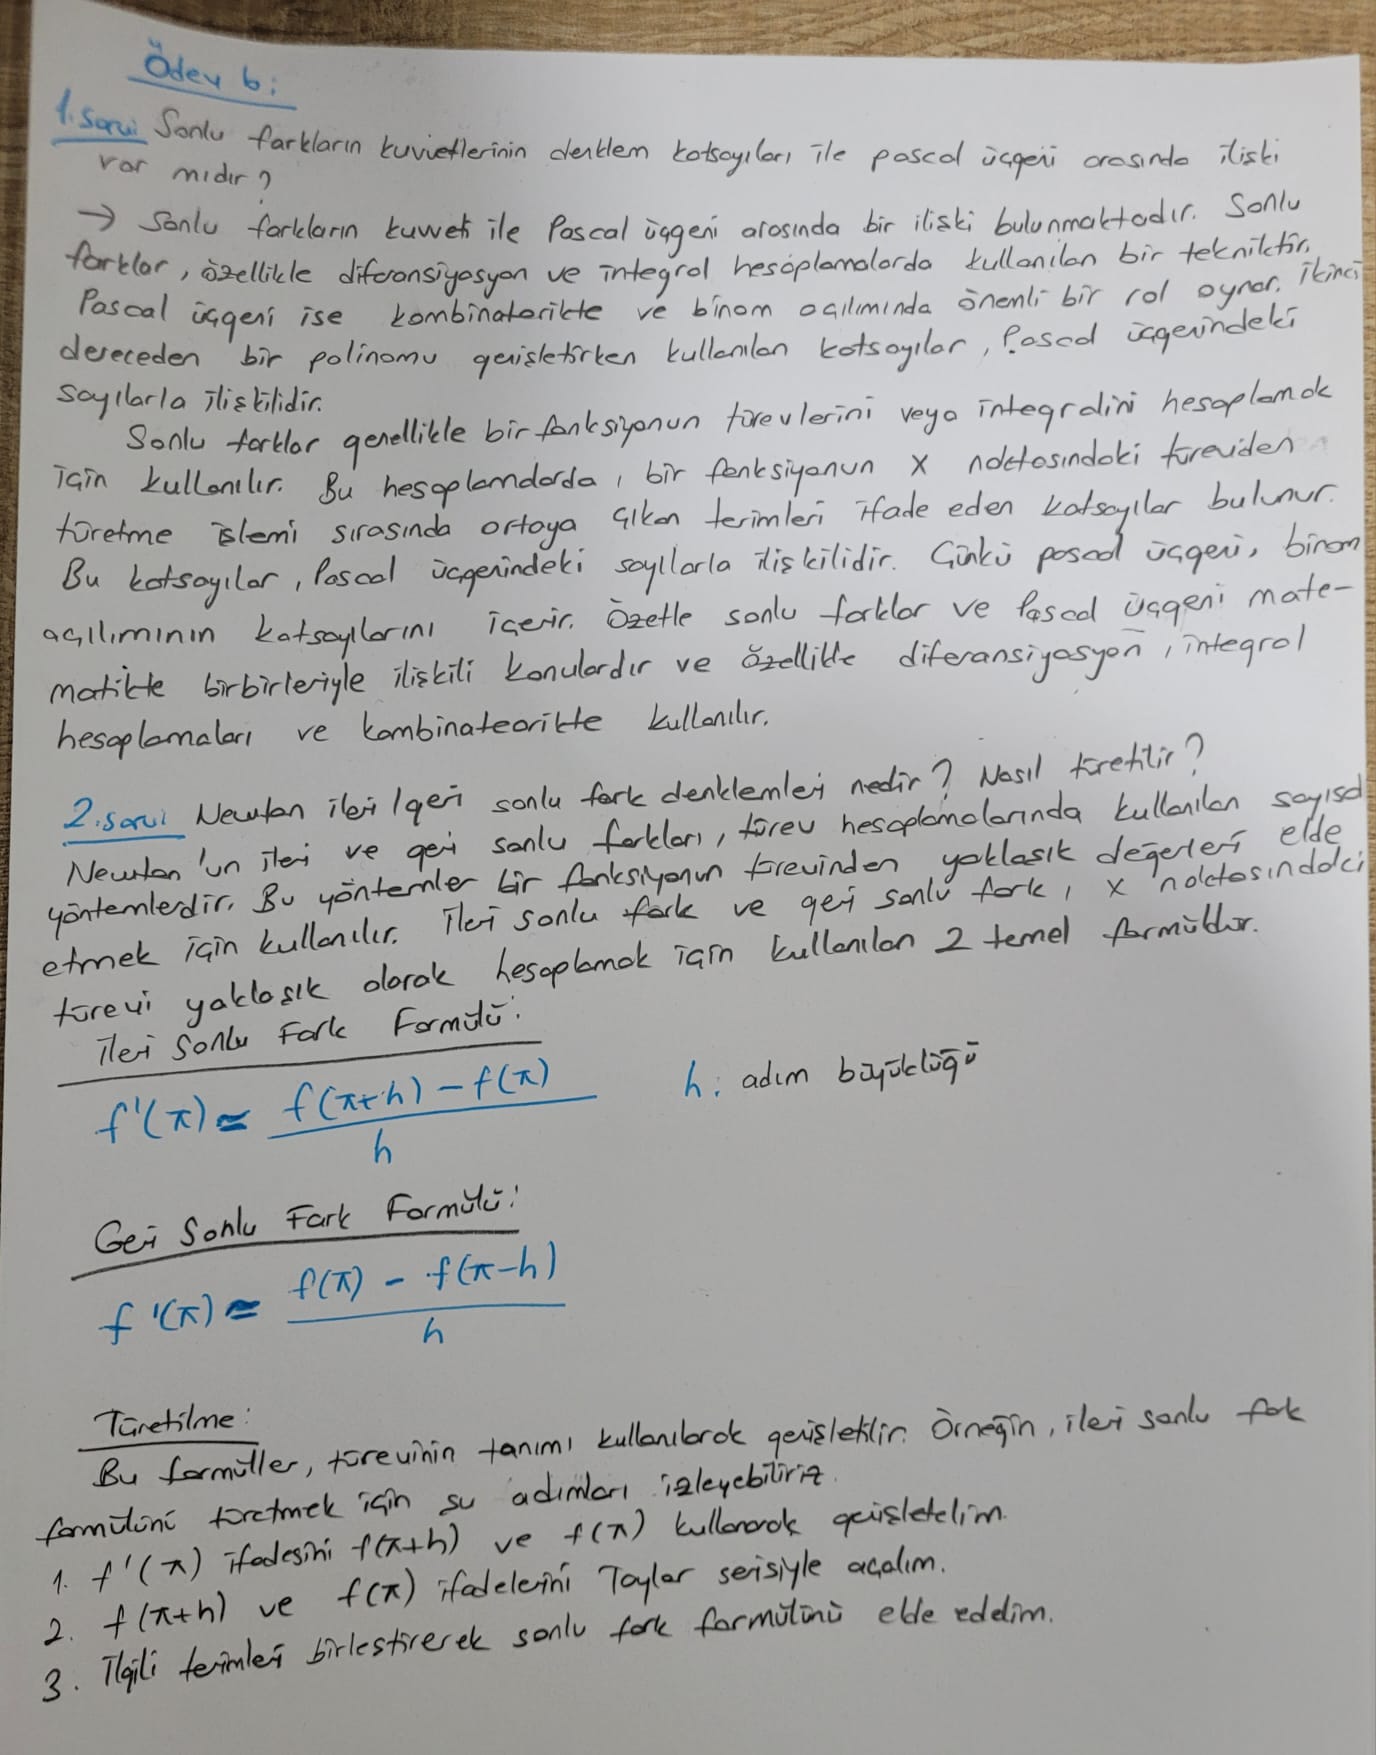 Ödev 6:
1.soru Sonlu farkların kuvvetlerinin denklem katsayıları ile pascal üçgeni arasında ilişki
var mıdır?
→ Sonlu farkların kuvveti ile Pascal üçgeni arasında bir ilişki bulunmaktadır. Sonlu
farklar, özellikle diferansiyasyon ve integral hesaplamalarda kullanılan bir tekniktir.
Pascal üçgeni ise kombinatorikte ve binom açılımında önemli bir rol oynar. İkinci
dereceden bir polinomu genişletirken kullanılan katsayılar, Pascal üçgenindeki
sayılarla ilişkilidir.
Sonlu farklar genellikle bir fonksiyonun türevlerini veya integralini hesaplamak
için kullanılır. Bu hesaplamalarda, bir fonksiyonun x noktasındaki türeviden
türetme işlemi sırasında ortaya çıkan terimleri ifade eden katsayılar bulunur.
Bu katsayılar, Pascal üçgenindeki sayılarla ilişkilidir. Çünkü pascal üçgeni, binom
açılımının katsayılarını içerir. Özetle sonlu farklar ve Pascal üçgeni mate-
matikte birbirleriyle ilişkili konulardır ve özellikle diferansiyasyon, integral
hesaplamaları ve kombinateorikte kullanılır.
2.soru Newton ileri/geri sonlu fark denklemleri nedir? Nasıl türetilir?
Newton'un ileri ve geri sonlu farkları, türev hesaplamalarında kullanılan sayısal
yöntemlerdir. Bu yöntemler bir fonksiyonun türevinden yaklaşık değerleri elde
etmek için kullanılır. İleri sonlu fark ve geri sonlu fark, x noktasındaki
türevi yaklaşık olarak hesaplamak için kullanılan 2 temel formüldür.
İleri Sonlu Fark Formülü:
f'(π) ≃ f(π+h) - f(π) / h h: adım büyüklüğü
Geri Sonlu Fark Formülü:
f'(π) ≃ f(π) - f(π-h) / h
Türetilme:
Bu formüller, türevinin tanımı kullanılarak genişletilir. Örneğin, ileri sonlu fark
formülünü türetmek için şu adımları izleyebiliriz.
1. f'(π) ifadesini f(π+h) ve f(π) kullanarak genişletelim.
2. f(π+h) ve f(π) ifadelerini Taylor serisiyle açalım.
3. İlgili terimleri birleştirerek sonlu fark formülünü elde edelim.